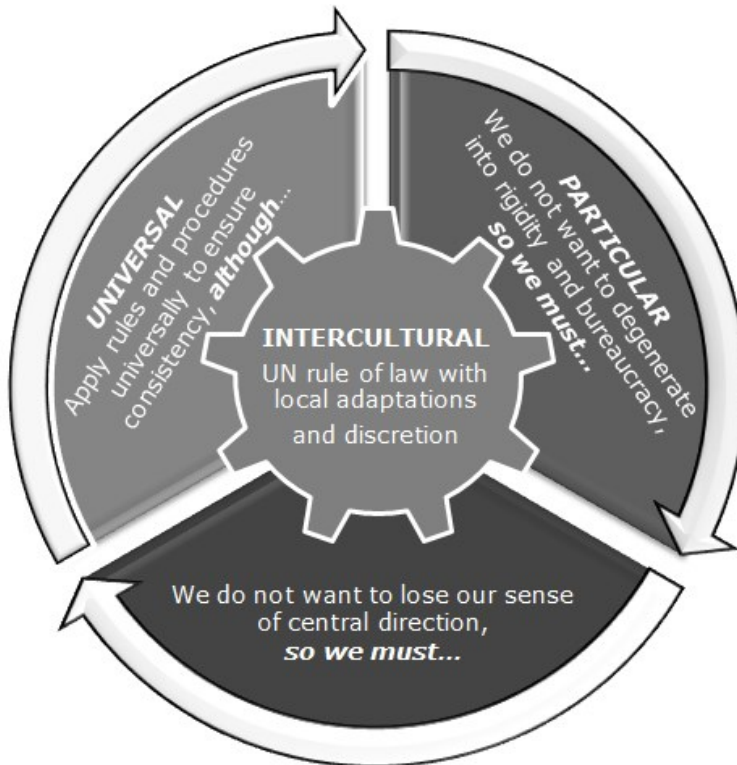 UNIVERSAL
Apply rules and procedures
universally to ensure
consistency, although...
PARTICULAR
We do not want to degenerate
into rigidity and bureaucracy,
so we must...
INTERCULTURAL
UN rule of law with
local adaptations
and discretion
We do not want to lose our sense
of central direction,
so we must...